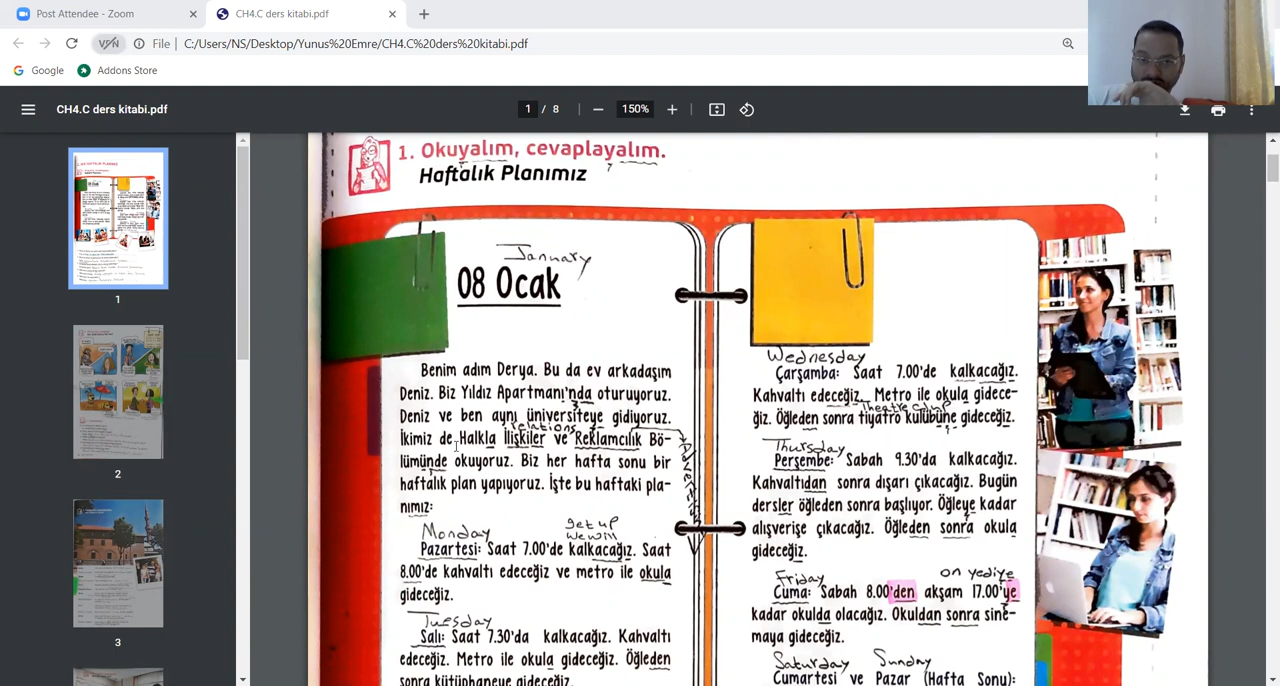 Post Attendee - Zoom
CH4.C ders kitabi.pdf
VPN
File
C:/Users/NS/Desktop/Yunus%20Emre/CH4.C%20ders%20kitabi.pdf
Google
Addons Store
CH4.C ders kitabi.pdf
1 / 8
150%
1
2
3
1. Okuyalım, cevaplayalım.
Haftalık Planımız
January
08 Ocak
Benim adım Derya. Bu da ev arkadaşım
Deniz. Biz Yıldız Apartmanı'nda oturuyoruz.
Deniz ve ben aynı üniversiteye gidiyoruz.
İkimiz de Halkla İlişkiler ve Reklamcılık Bö-
lümünde okuyoruz. Biz her hafta sonu bir
haftalık plan yapıyoruz. İşte bu haftaki pla-
nımız:
Monday
get up
we will
Pazartesi: Saat 7.00'de kalkacağız. Saat
8.00'de kahvaltı edeceğiz ve metro ile okula
gideceğiz.
Tuesday
Salı: Saat 7.30'da kalkacağız. Kahvaltı
edeceğiz. Metro ile okula gideceğiz. Öğleden
sonra kütüphaneye gideceğiz.
Wednesday
Çarşamba: Saat 7.00'de kalkacağız.
Kahvaltı edeceğiz. Metro ile okula gidece-
Theatre club
ğiz. Öğleden sonra tiyatro kulübüne gideceğiz.
Thursday
Perşembe: Sabah 9.30'da kalkacağız.
Kahvaltıdan sonra dışarı çıkacağız. Bugün
dersler öğleden sonra başlıyor. Öğleye kadar
alışverişe çıkacağız. Öğleden sonra okula
gideceğiz.
Friday
on yediye
Cuma: Sabah 8.00'den akşam 17.00'ye
kadar okulda olacağız. Okuldan sonra sine-
maya gideceğiz.
Saturday Sunday
Cumartesi ve Pazar (Hafta Sonu):